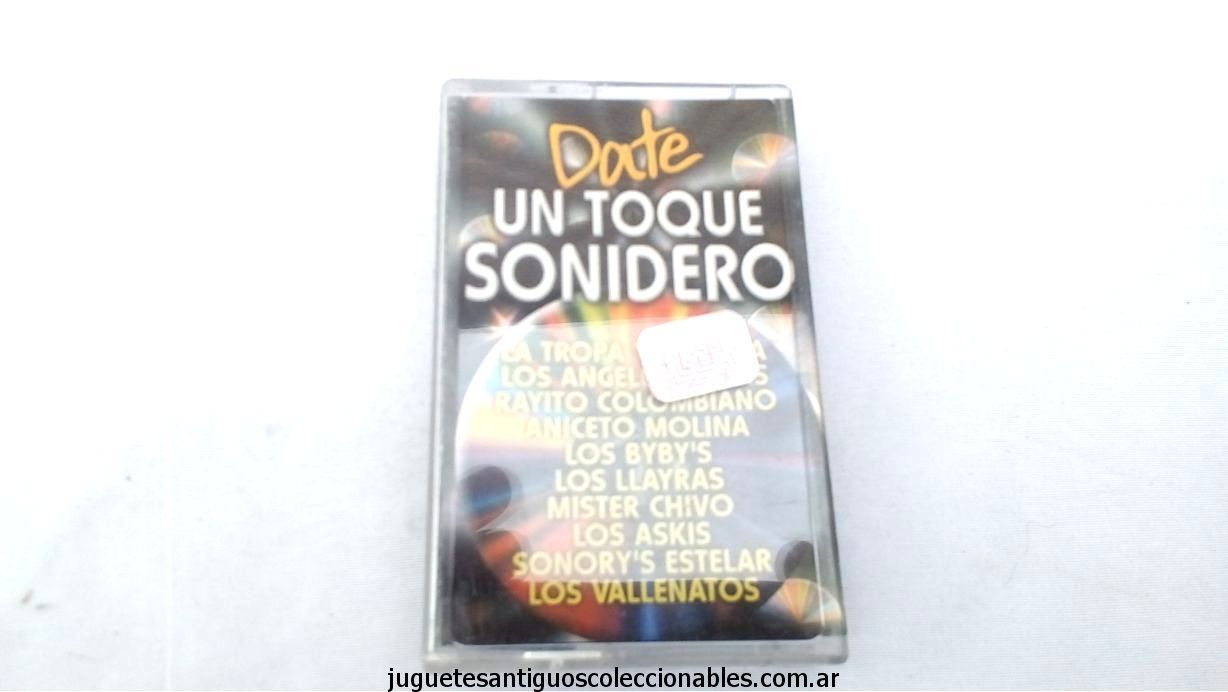 Date
UN TOQUE
SONIDERO
LA TROPA
LOS
RAYITO COLOMBIANO
ANICETO MOLINA
LOS BYBY'S
LOS LLAYRAS
MISTER CHIVO
LOS ASKIS
SONORY'S ESTELAR
LOS VALLENATOS
juguetesantiguoscoleccionables.com.ar